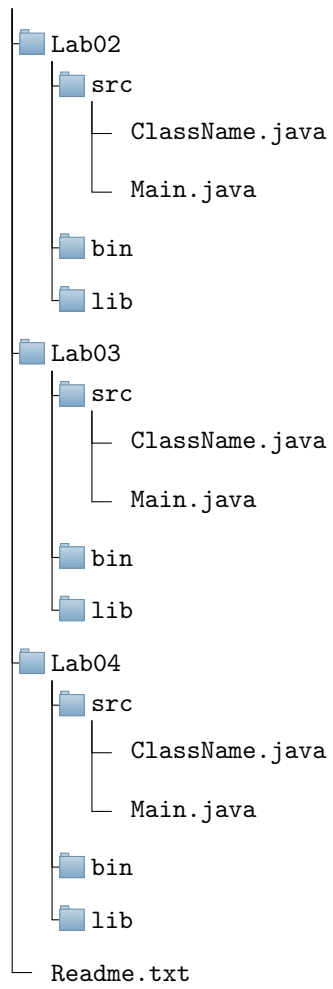 Lab02
src
ClassName.java
Main.java
bin
lib
Lab03
src
ClassName.java
Main.java
bin
lib
Lab04
src
ClassName.java
Main.java
bin
lib
Readme.txt